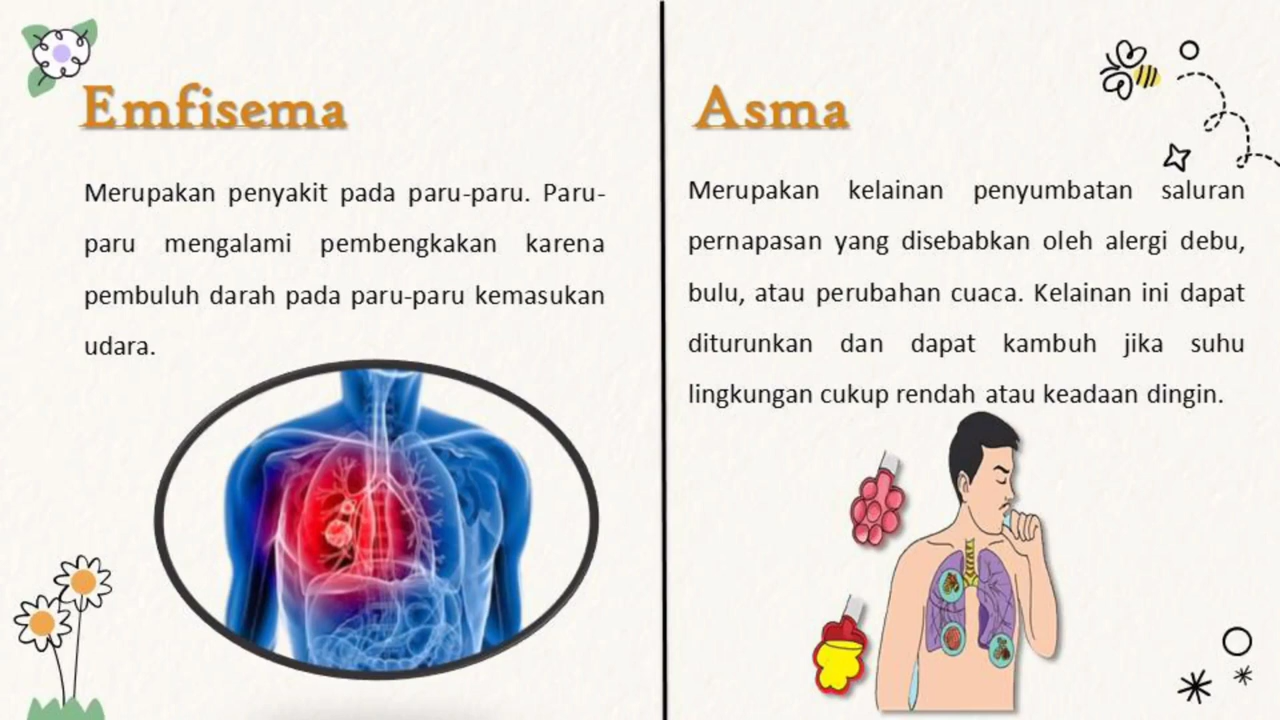 Emfisema
Merupakan penyakit pada paru-paru. Paru-
paru mengalami pembengkakan karena
pembuluh darah pada paru-paru kemasukan
udara.
Asma
Merupakan kelainan penyumbatan saluran
pernapasan yang disebabkan oleh alergi debu,
bulu, atau perubahan cuaca. Kelainan ini dapat
diturunkan dan dapat kambuh jika suhu
lingkungan cukup rendah atau keadaan dingin.